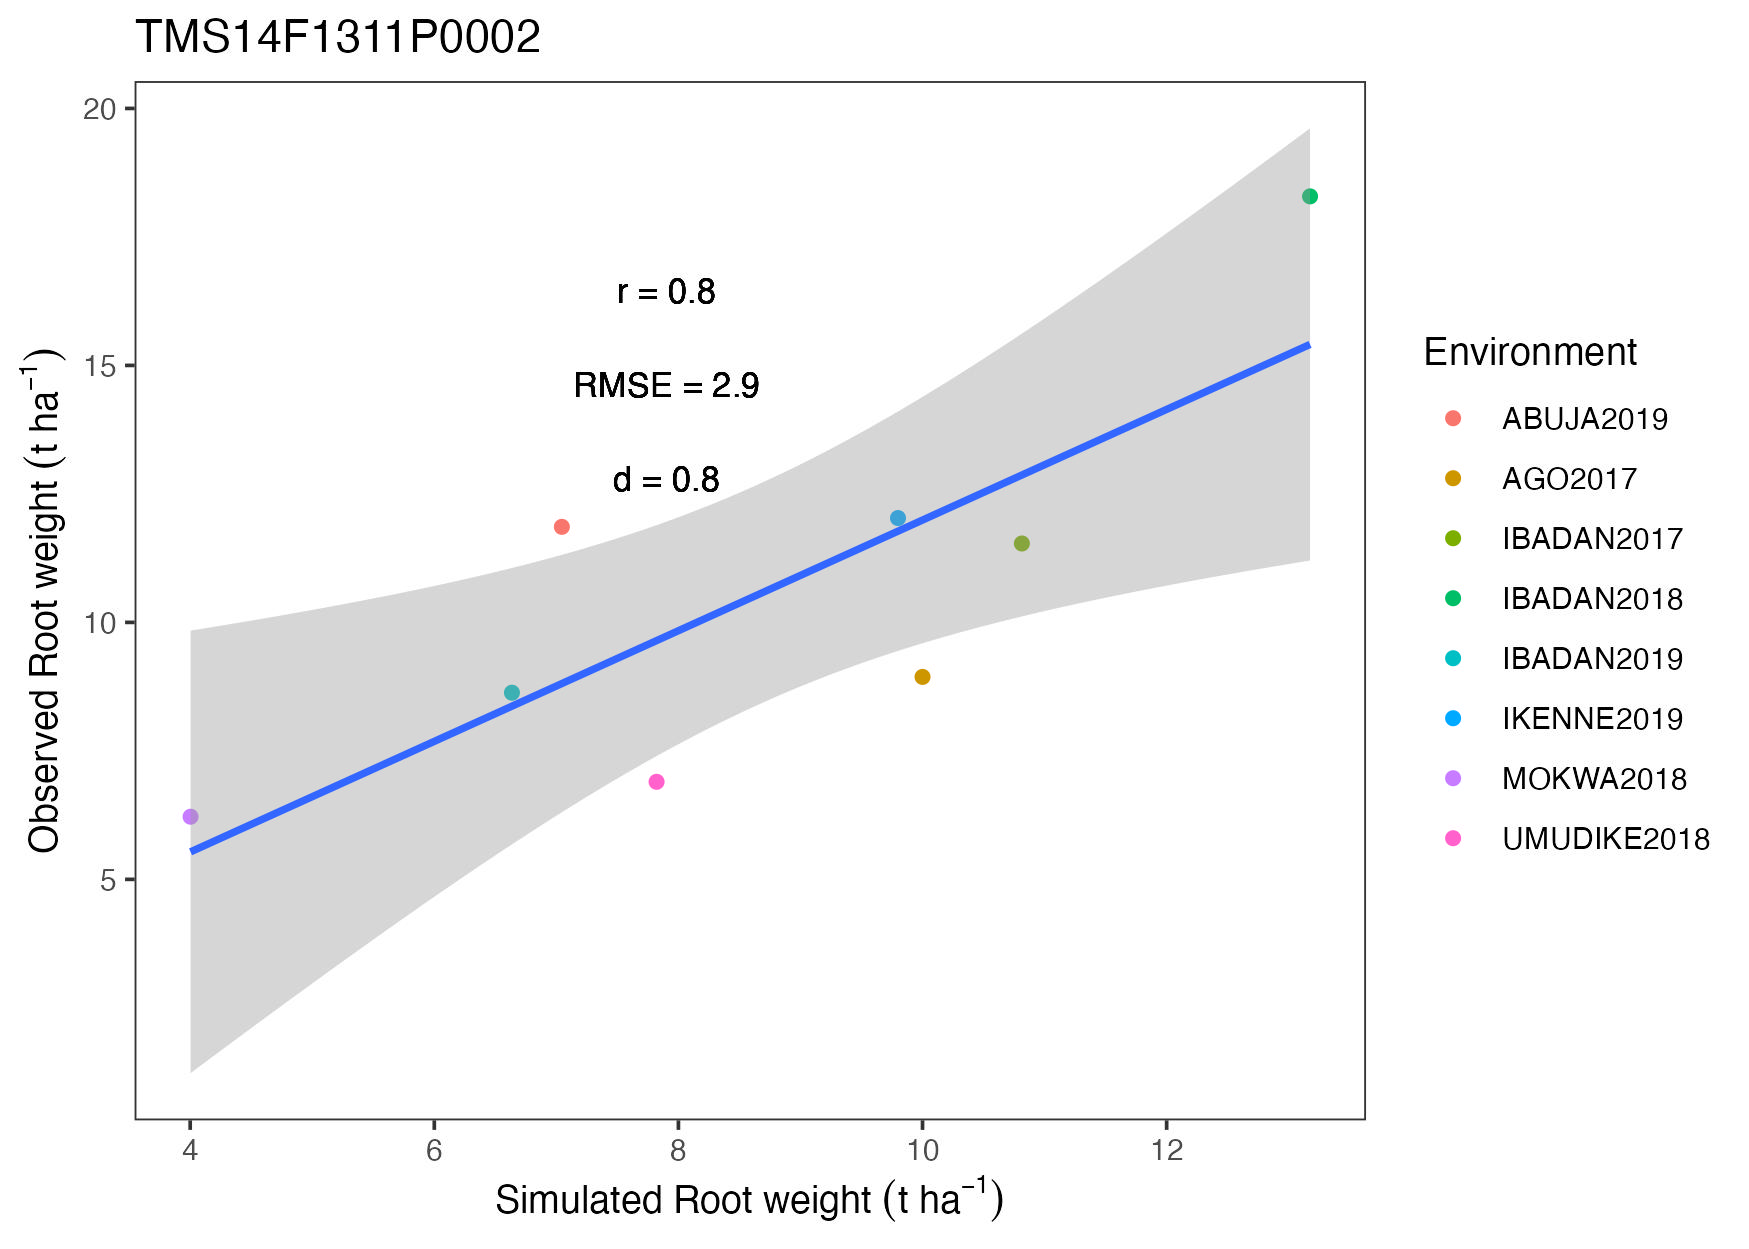 TMS14F1311P0002
20
15
10
5
Observed Root weight (t ha⁻¹)
r = 0.8
RMSE = 2.9
d = 0.8
4 6 8 10 12
Simulated Root weight (t ha⁻¹)
Environment
ABUJA2019
AGO2017
IBADAN2017
IBADAN2018
IBADAN2019
IKENNE2019
MOKWA2018
UMUDIKE2018